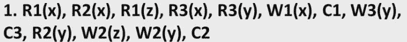 1. R1(x), R2(x), R1(z), R3(x), R3(y), W1(x), C1, W3(y),
C3, R2(y), W2(z), W2(y), C2